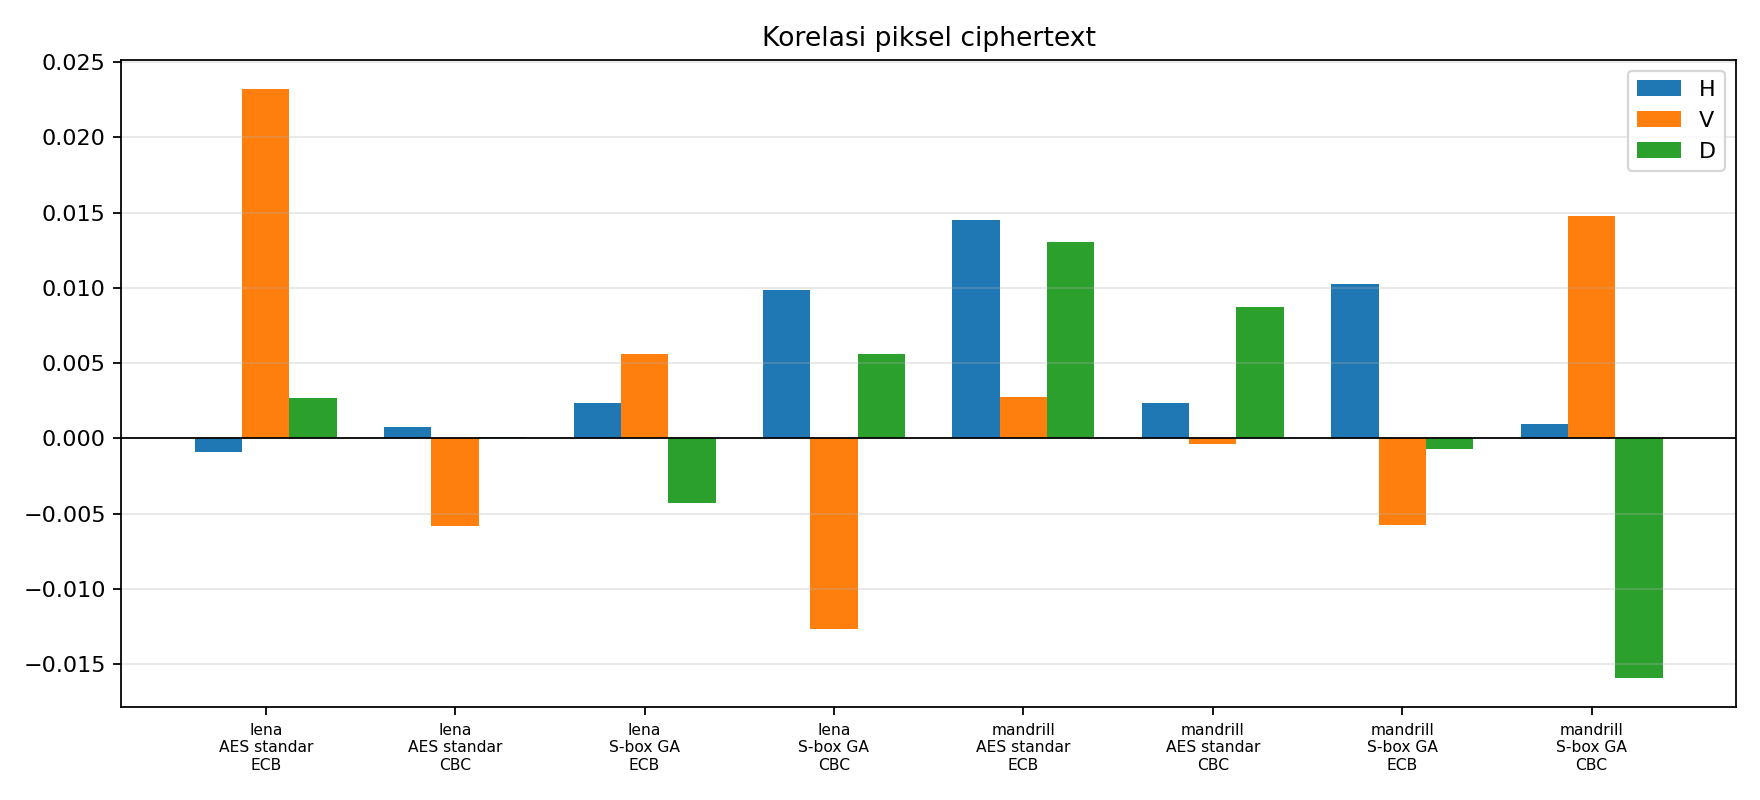 Korelasi piksel ciphertext
0.025
0.020
0.015
0.010
0.005
0.000
−0.005
−0.010
−0.015
H
V
D
lena
AES standar
ECB
lena
AES standar
CBC
lena
S-box GA
ECB
lena
S-box GA
CBC
mandrill
AES standar
ECB
mandrill
AES standar
CBC
mandrill
S-box GA
ECB
mandrill
S-box GA
CBC